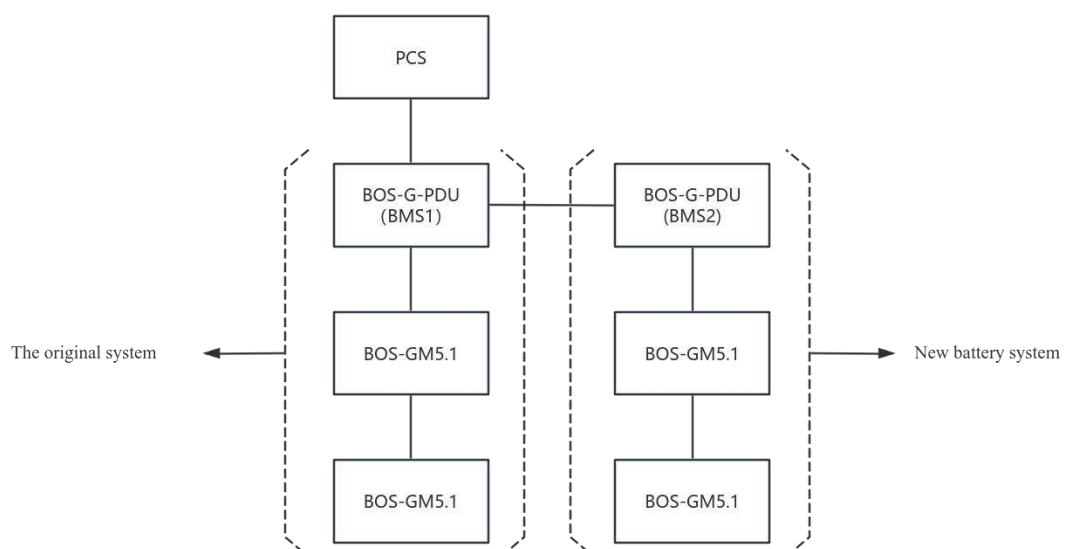 PCS
BOS-G-PDU
(BMS1)
BOS-G-PDU
(BMS2)
BOS-GM5.1
BOS-GM5.1
The original system
New battery system
BOS-GM5.1
BOS-GM5.1